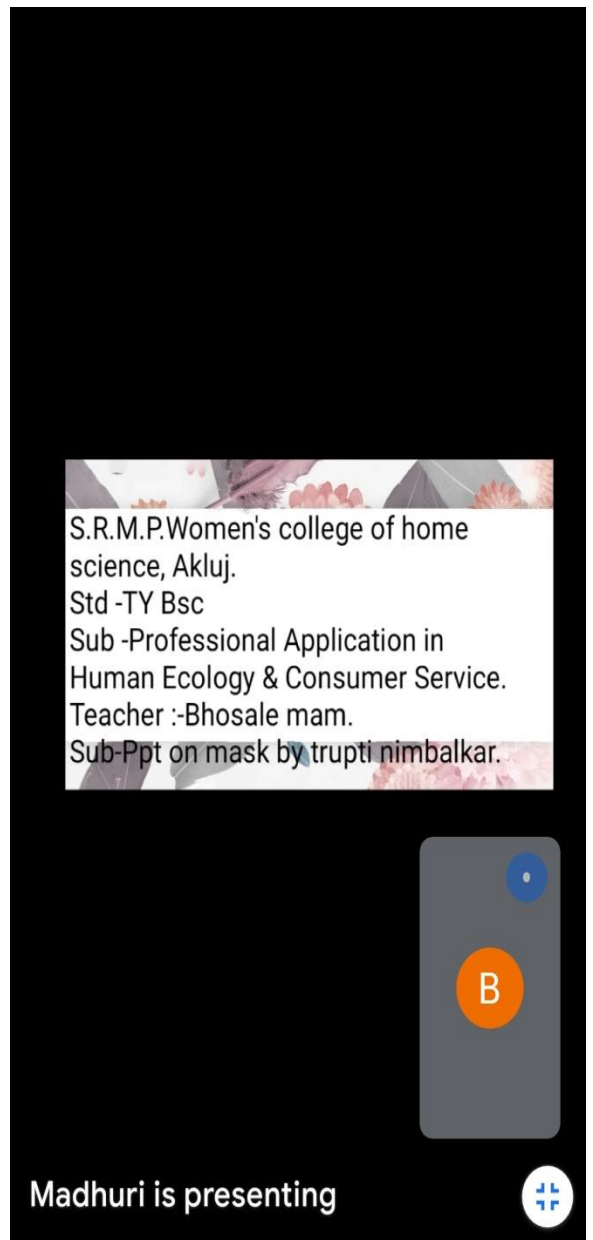 S.R.M.P.Women's college of home
science, Akluj.
Std -TY Bsc
Sub -Professional Application in
Human Ecology & Consumer Service.
Teacher :-Bhosale mam.
Sub-Ppt on mask by trupti nimbalkar.
B
Madhuri is presenting